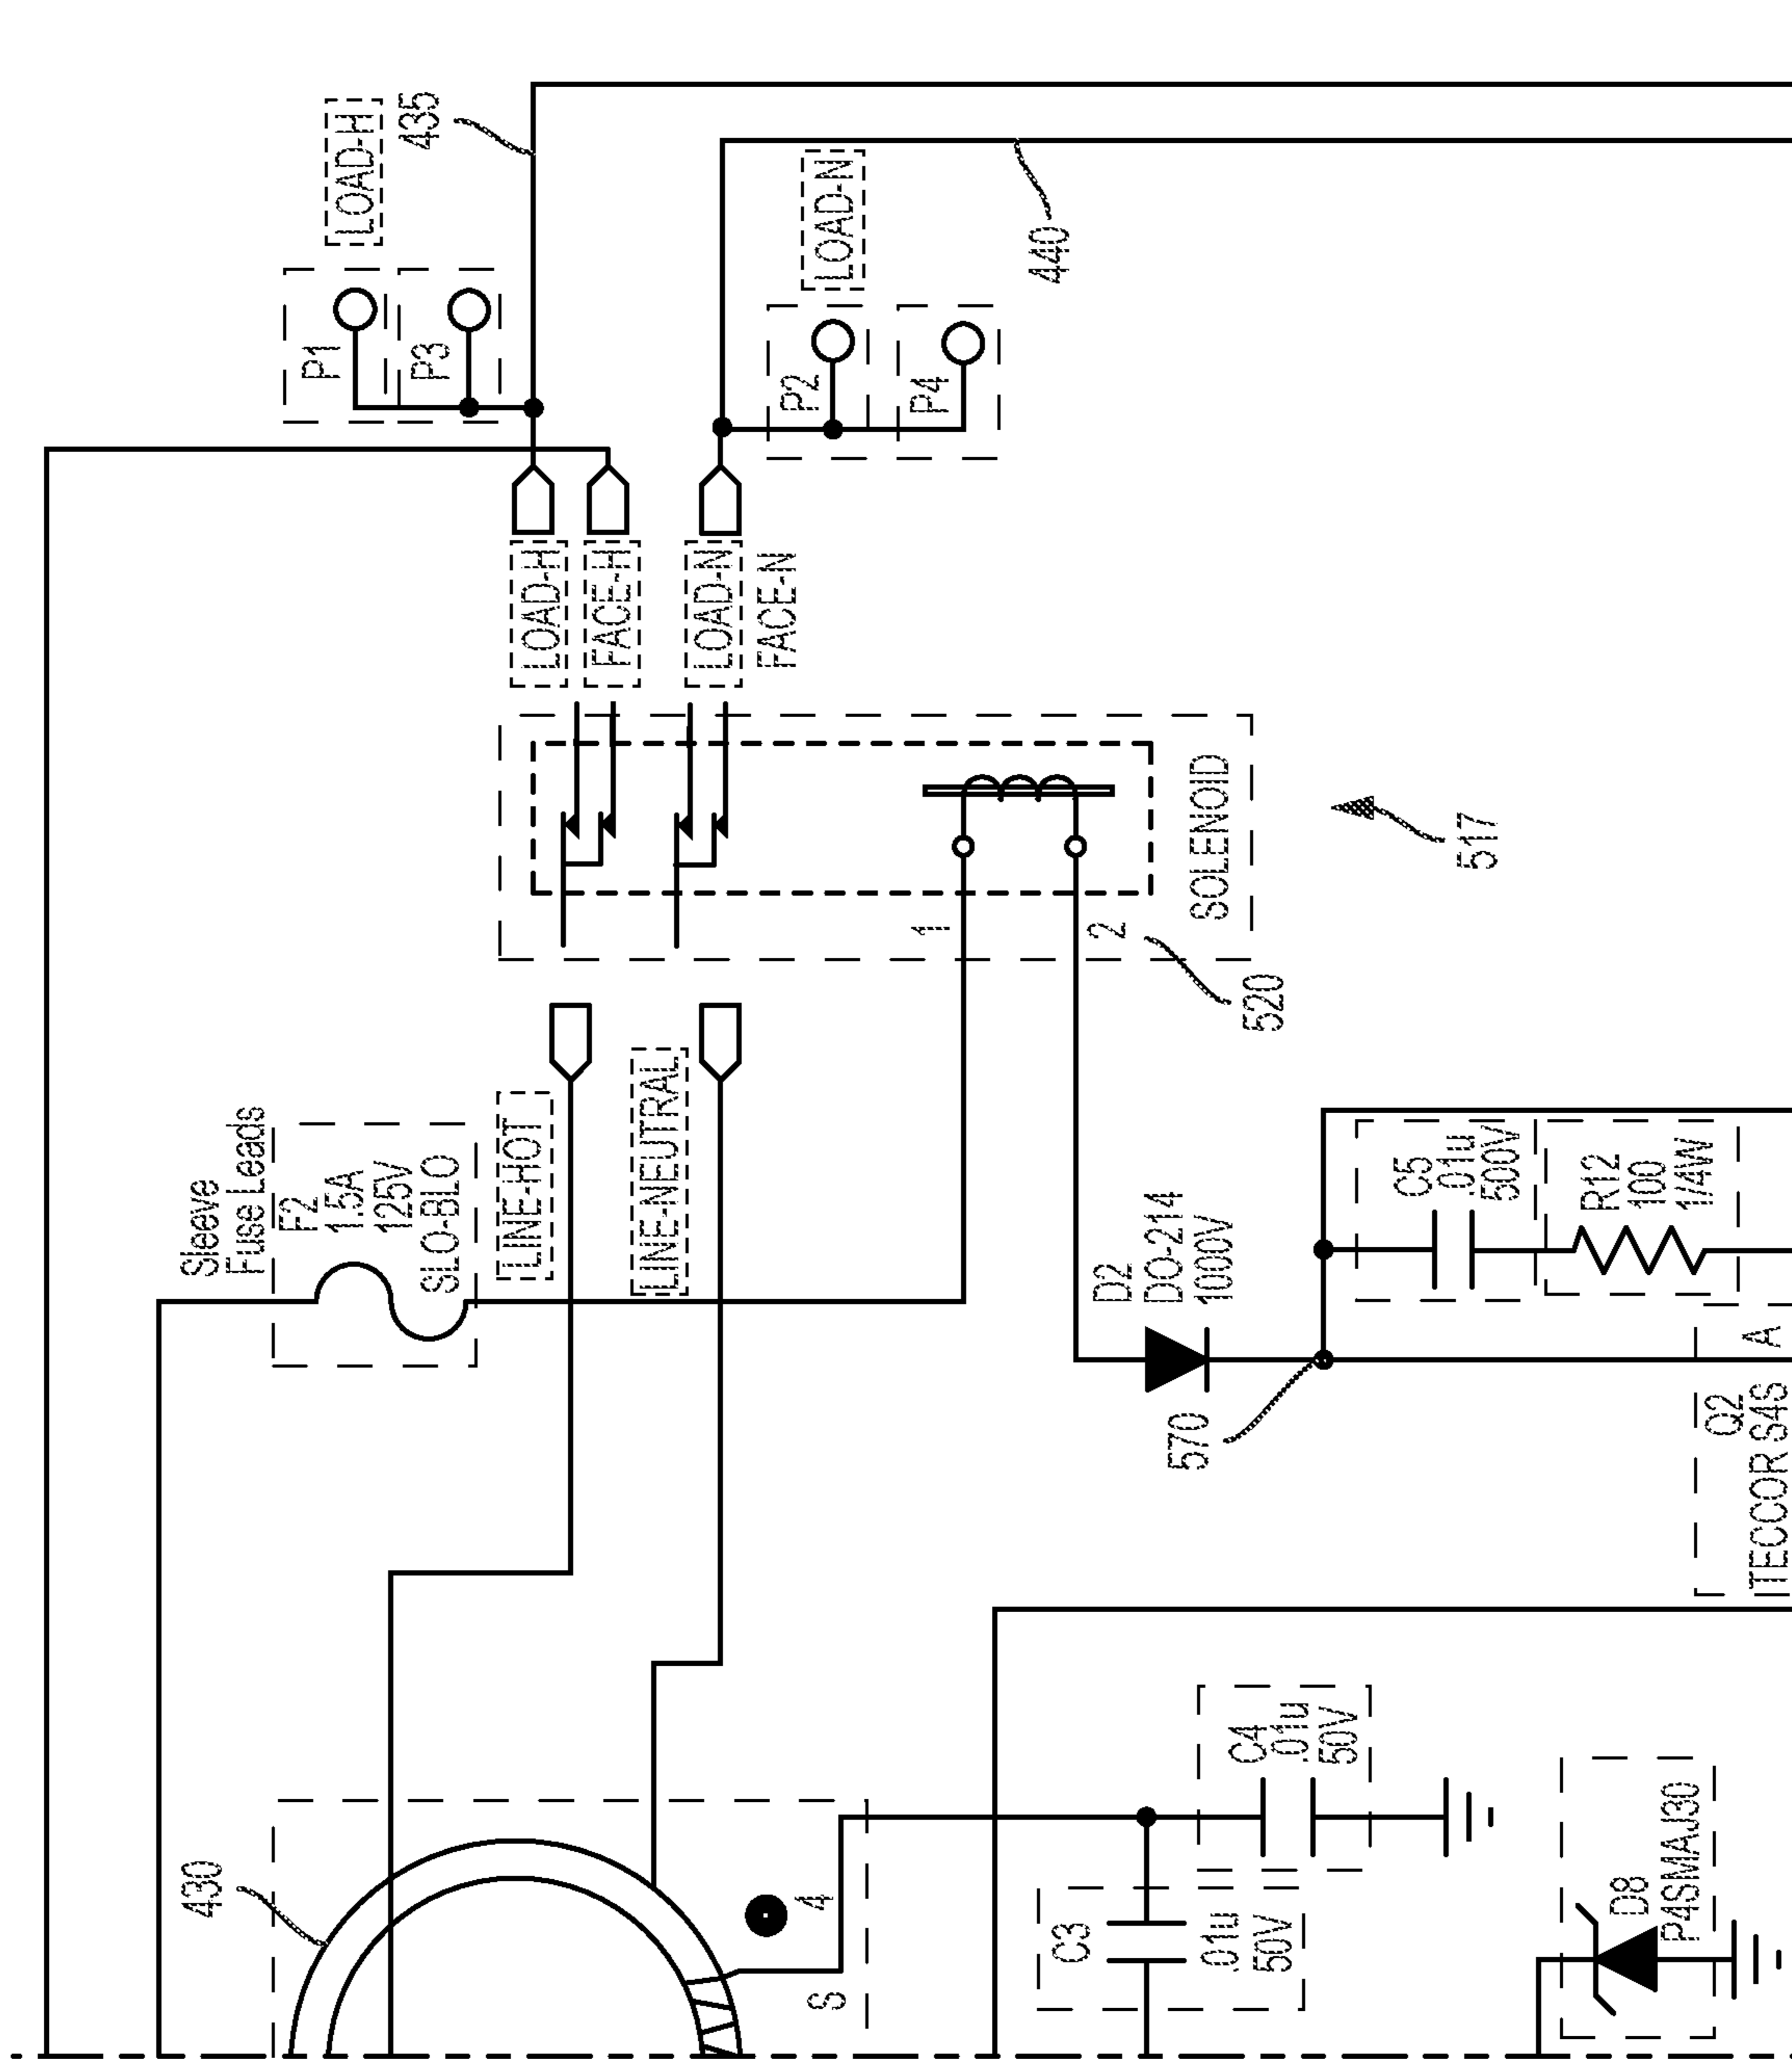 LOAD-H
435
P1
P3
LOAD-N
440
P2
P4
LOAD-H
FACE-H
LOAD-N
FACE-N
SOLENOID
517
1
2
520
Sleeve
Fuse Leads
F2
1.5A
125V
SLO-BLO
LINE-HOT
LINE-NEUTRAL
D2
DO-214
1000V
570
C5
.01u
500V
R12
100
1/4W
A
Q2
TECCOR S4S
430
4
S
C4
.01u
50V
C3
.01u
50V
D8
P4SMAJ30